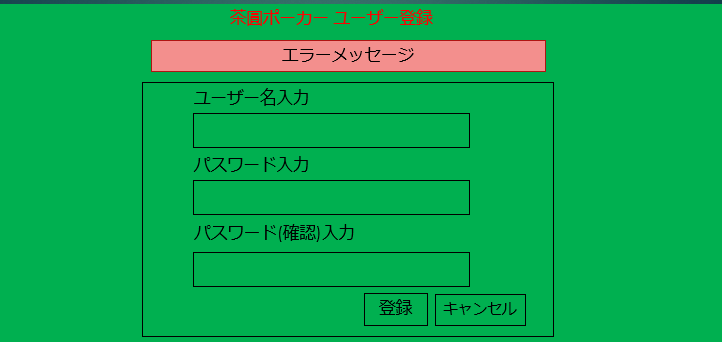 茶圓ポーカー ユーザー登録
エラーメッセージ
ユーザー名入力
パスワード入力
パスワード(確認)入力
登録 キャンセル